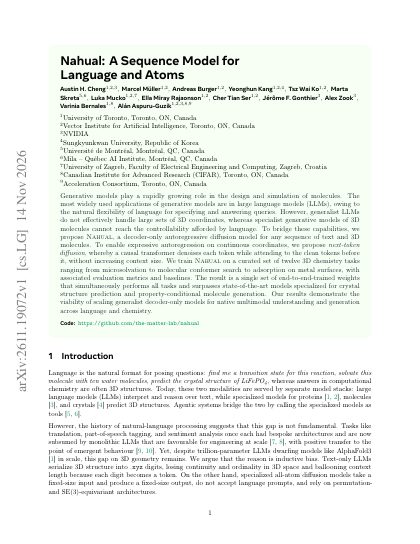 Nahual: A Sequence Model for
Language and Atoms
Austin H. Cheng1,2,3, Marcel Müller1,2, Andreas Burger1,2, Yeonghun Kang1,2,4, Tsz Wai Ko1,2, Marta
Skreta5,6, Luka Mucko1,2,7, Ella Miray Rajaonson1,2, Cher Tian Ser1,2, Jérôme F. Gonthier3, Alex Zook3,
Varinia Bernales1,9, Alán Aspuru-Guzik1,2,3,8,9
1University of Toronto, Toronto, ON, Canada
2Vector Institute for Artificial Intelligence, Toronto, ON, Canada
3NVIDIA
4Sungkyunkwan University, Republic of Korea
5Université de Montréal, Montréal, QC, Canada
6Mila – Québec AI Institute, Montréal, QC, Canada
7University of Zagreb, Faculty of Electrical Engineering and Computing, Zagreb, Croatia
8Canadian Institute for Advanced Research (CIFAR), Toronto, ON, Canada
9Acceleration Consortium, Toronto, ON, Canada
Generative models play a rapidly growing role in the design and simulation of molecules. The
most widely used applications of generative models are in large language models (LLMs), owing to
the natural flexibility of language for specifying and answering queries. However, generalist LLMs
do not effectively handle large sets of 3D coordinates, whereas specialist generative models of 3D
molecules cannot reach the controllability afforded by language. To bridge these capabilities, we
propose Nahual, a decoder-only autoregressive diffusion model for any sequence of text and 3D
molecules. To enable expressive autoregression on continuous coordinates, we propose next-token
diffusion, whereby a causal transformer denoises each token while attending to the clean tokens before
it, without increasing context size. We train Nahual on a curated set of twelve 3D chemistry tasks
ranging from microsolvation to molecular conformer search to adsorption on metal surfaces, with
associated evaluation metrics and baselines. The result is a single set of end-to-end trained weights
that simultaneously performs all tasks and surpasses state-of-the-art models specialized for crystal
structure prediction and property-conditional molecule generation. Our results demonstrate the
viability of scaling generalist decoder-only models for native multimodal understanding and generation
across language and chemistry.
Code: https://github.com/the-matter-lab/nahual
1 Introduction
Language is the natural format for posing questions: find me a transition state for this reaction, solvate this
molecule with ten water molecules, predict the crystal structure of LiFePO4, whereas answers in computational
chemistry are often 3D structures. Today, these two modalities are served by separate model stacks: large
language models (LLMs) interpret and reason over text, while specialized models for proteins [1, 2], molecules
[3], and crystals [4] predict 3D structures. Agentic systems bridge the two by calling the specialized models as
tools [5, 6].
However, the history of natural-language processing suggests that this gap is not fundamental. Tasks like
translation, part-of-speech tagging, and sentiment analysis once each had bespoke architectures and are now
subsumed by monolithic LLMs that are favourable for engineering at scale [7, 8], with positive transfer to the
point of emergent behaviour [9, 10]. Yet, despite trillion-parameter LLMs dwarfing models like AlphaFold3
[1] in scale, this gap on 3D geometry remains. We argue that the reason is inductive bias. Text-only LLMs
serialize 3D structure into .xyz digits, losing continuity and ordinality in 3D space and ballooning context
length because each digit becomes a token. On the other hand, specialized all-atom diffusion models take a
fixed-size input and produce a fixed-size output, do not accept language prompts, and rely on permutation-
and SE(3)-equivariant architectures.
1
arXiv:2611.19072v1 [cs.LG] 14 Nov 2026